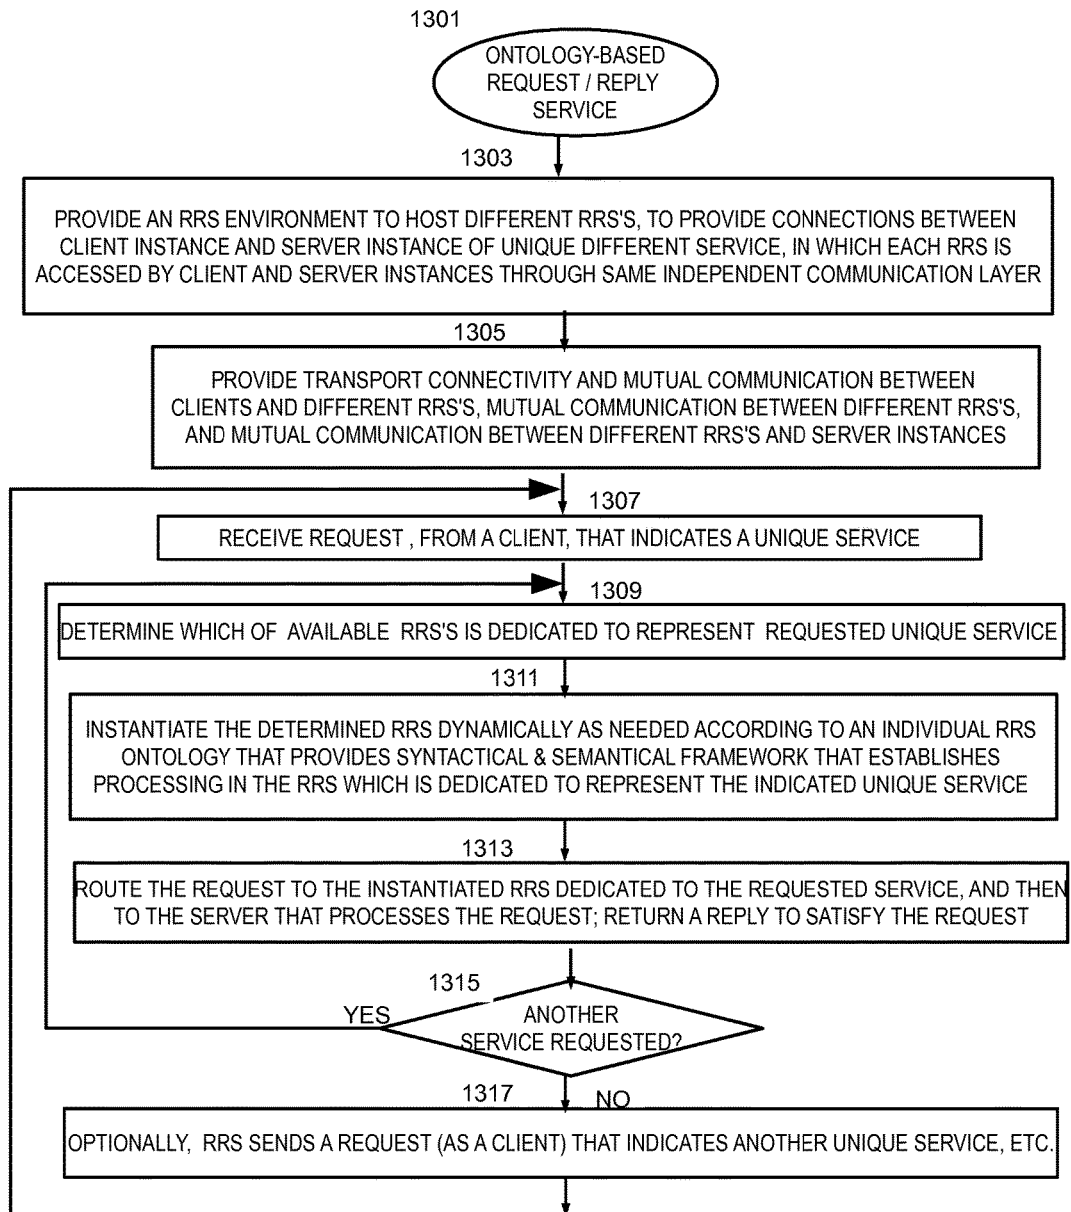 1301
ONTOLOGY-BASED
REQUEST / REPLY
SERVICE
1303
PROVIDE AN RRS ENVIRONMENT TO HOST DIFFERENT RRS'S, TO PROVIDE CONNECTIONS BETWEEN
CLIENT INSTANCE AND SERVER INSTANCE OF UNIQUE DIFFERENT SERVICE, IN WHICH EACH RRS IS
ACCESSED BY CLIENT AND SERVER INSTANCES THROUGH SAME INDEPENDENT COMMUNICATION LAYER
1305
PROVIDE TRANSPORT CONNECTIVITY AND MUTUAL COMMUNICATION BETWEEN
CLIENTS AND DIFFERENT RRS'S, MUTUAL COMMUNICATION BETWEEN DIFFERENT RRS'S,
AND MUTUAL COMMUNICATION BETWEEN DIFFERENT RRS'S AND SERVER INSTANCES
1307
RECEIVE REQUEST , FROM A CLIENT, THAT INDICATES A UNIQUE SERVICE
1309
DETERMINE WHICH OF AVAILABLE RRS'S IS DEDICATED TO REPRESENT REQUESTED UNIQUE SERVICE
1311
INSTANTIATE THE DETERMINED RRS DYNAMICALLY AS NEEDED ACCORDING TO AN INDIVIDUAL RRS
ONTOLOGY THAT PROVIDES SYNTACTICAL & SEMANTICAL FRAMEWORK THAT ESTABLISHES
PROCESSING IN THE RRS WHICH IS DEDICATED TO REPRESENT THE INDICATED UNIQUE SERVICE
1313
ROUTE THE REQUEST TO THE INSTANTIATED RRS DEDICATED TO THE REQUESTED SERVICE, AND THEN
TO THE SERVER THAT PROCESSES THE REQUEST; RETURN A REPLY TO SATISFY THE REQUEST
1315
YES
ANOTHER
SERVICE REQUESTED?
1317
NO
OPTIONALLY, RRS SENDS A REQUEST (AS A CLIENT) THAT INDICATES ANOTHER UNIQUE SERVICE, ETC.